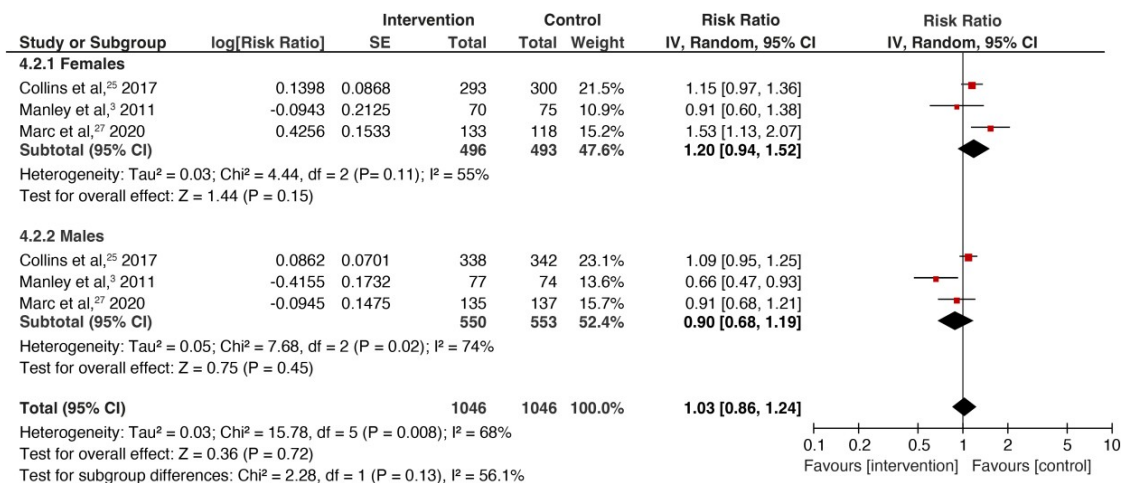 Intervention Control Risk Ratio Risk Ratio
Study or Subgroup log[Risk Ratio] SE Total Total Weight IV, Random, 95% CI IV, Random, 95% CI
4.2.1 Females
Collins et al,²⁵ 2017 0.1398 0.0868 293 300 21.5% 1.15 [0.97, 1.36]
Manley et al,³ 2011 -0.0943 0.2125 70 75 10.9% 0.91 [0.60, 1.38]
Marc et al,²⁷ 2020 0.4256 0.1533 133 118 15.2% 1.53 [1.13, 2.07]
Subtotal (95% CI) 496 493 47.6% 1.20 [0.94, 1.52]
Heterogeneity: Tau² = 0.03; Chi² = 4.44, df = 2 (P= 0.11); I² = 55%
Test for overall effect: Z = 1.44 (P = 0.15)
4.2.2 Males
Collins et al,²⁵ 2017 0.0862 0.0701 338 342 23.1% 1.09 [0.95, 1.25]
Manley et al,³ 2011 -0.4155 0.1732 77 74 13.6% 0.66 [0.47, 0.93]
Marc et al,²⁷ 2020 -0.0945 0.1475 135 137 15.7% 0.91 [0.68, 1.21]
Subtotal (95% CI) 550 553 52.4% 0.90 [0.68, 1.19]
Heterogeneity: Tau² = 0.05; Chi² = 7.68, df = 2 (P = 0.02); I² = 74%
Test for overall effect: Z = 0.75 (P = 0.45)
Total (95% CI) 1046 1046 100.0% 1.03 [0.86, 1.24]
Heterogeneity: Tau² = 0.03; Chi² = 15.78, df = 5 (P = 0.008); I² = 68%
Test for overall effect: Z = 0.36 (P = 0.72)
Test for subgroup differences: Chi² = 2.28, df = 1 (P = 0.13), I² = 56.1%
0.1 0.2 0.5 1 2 5 10
Favours [intervention] Favours [control]